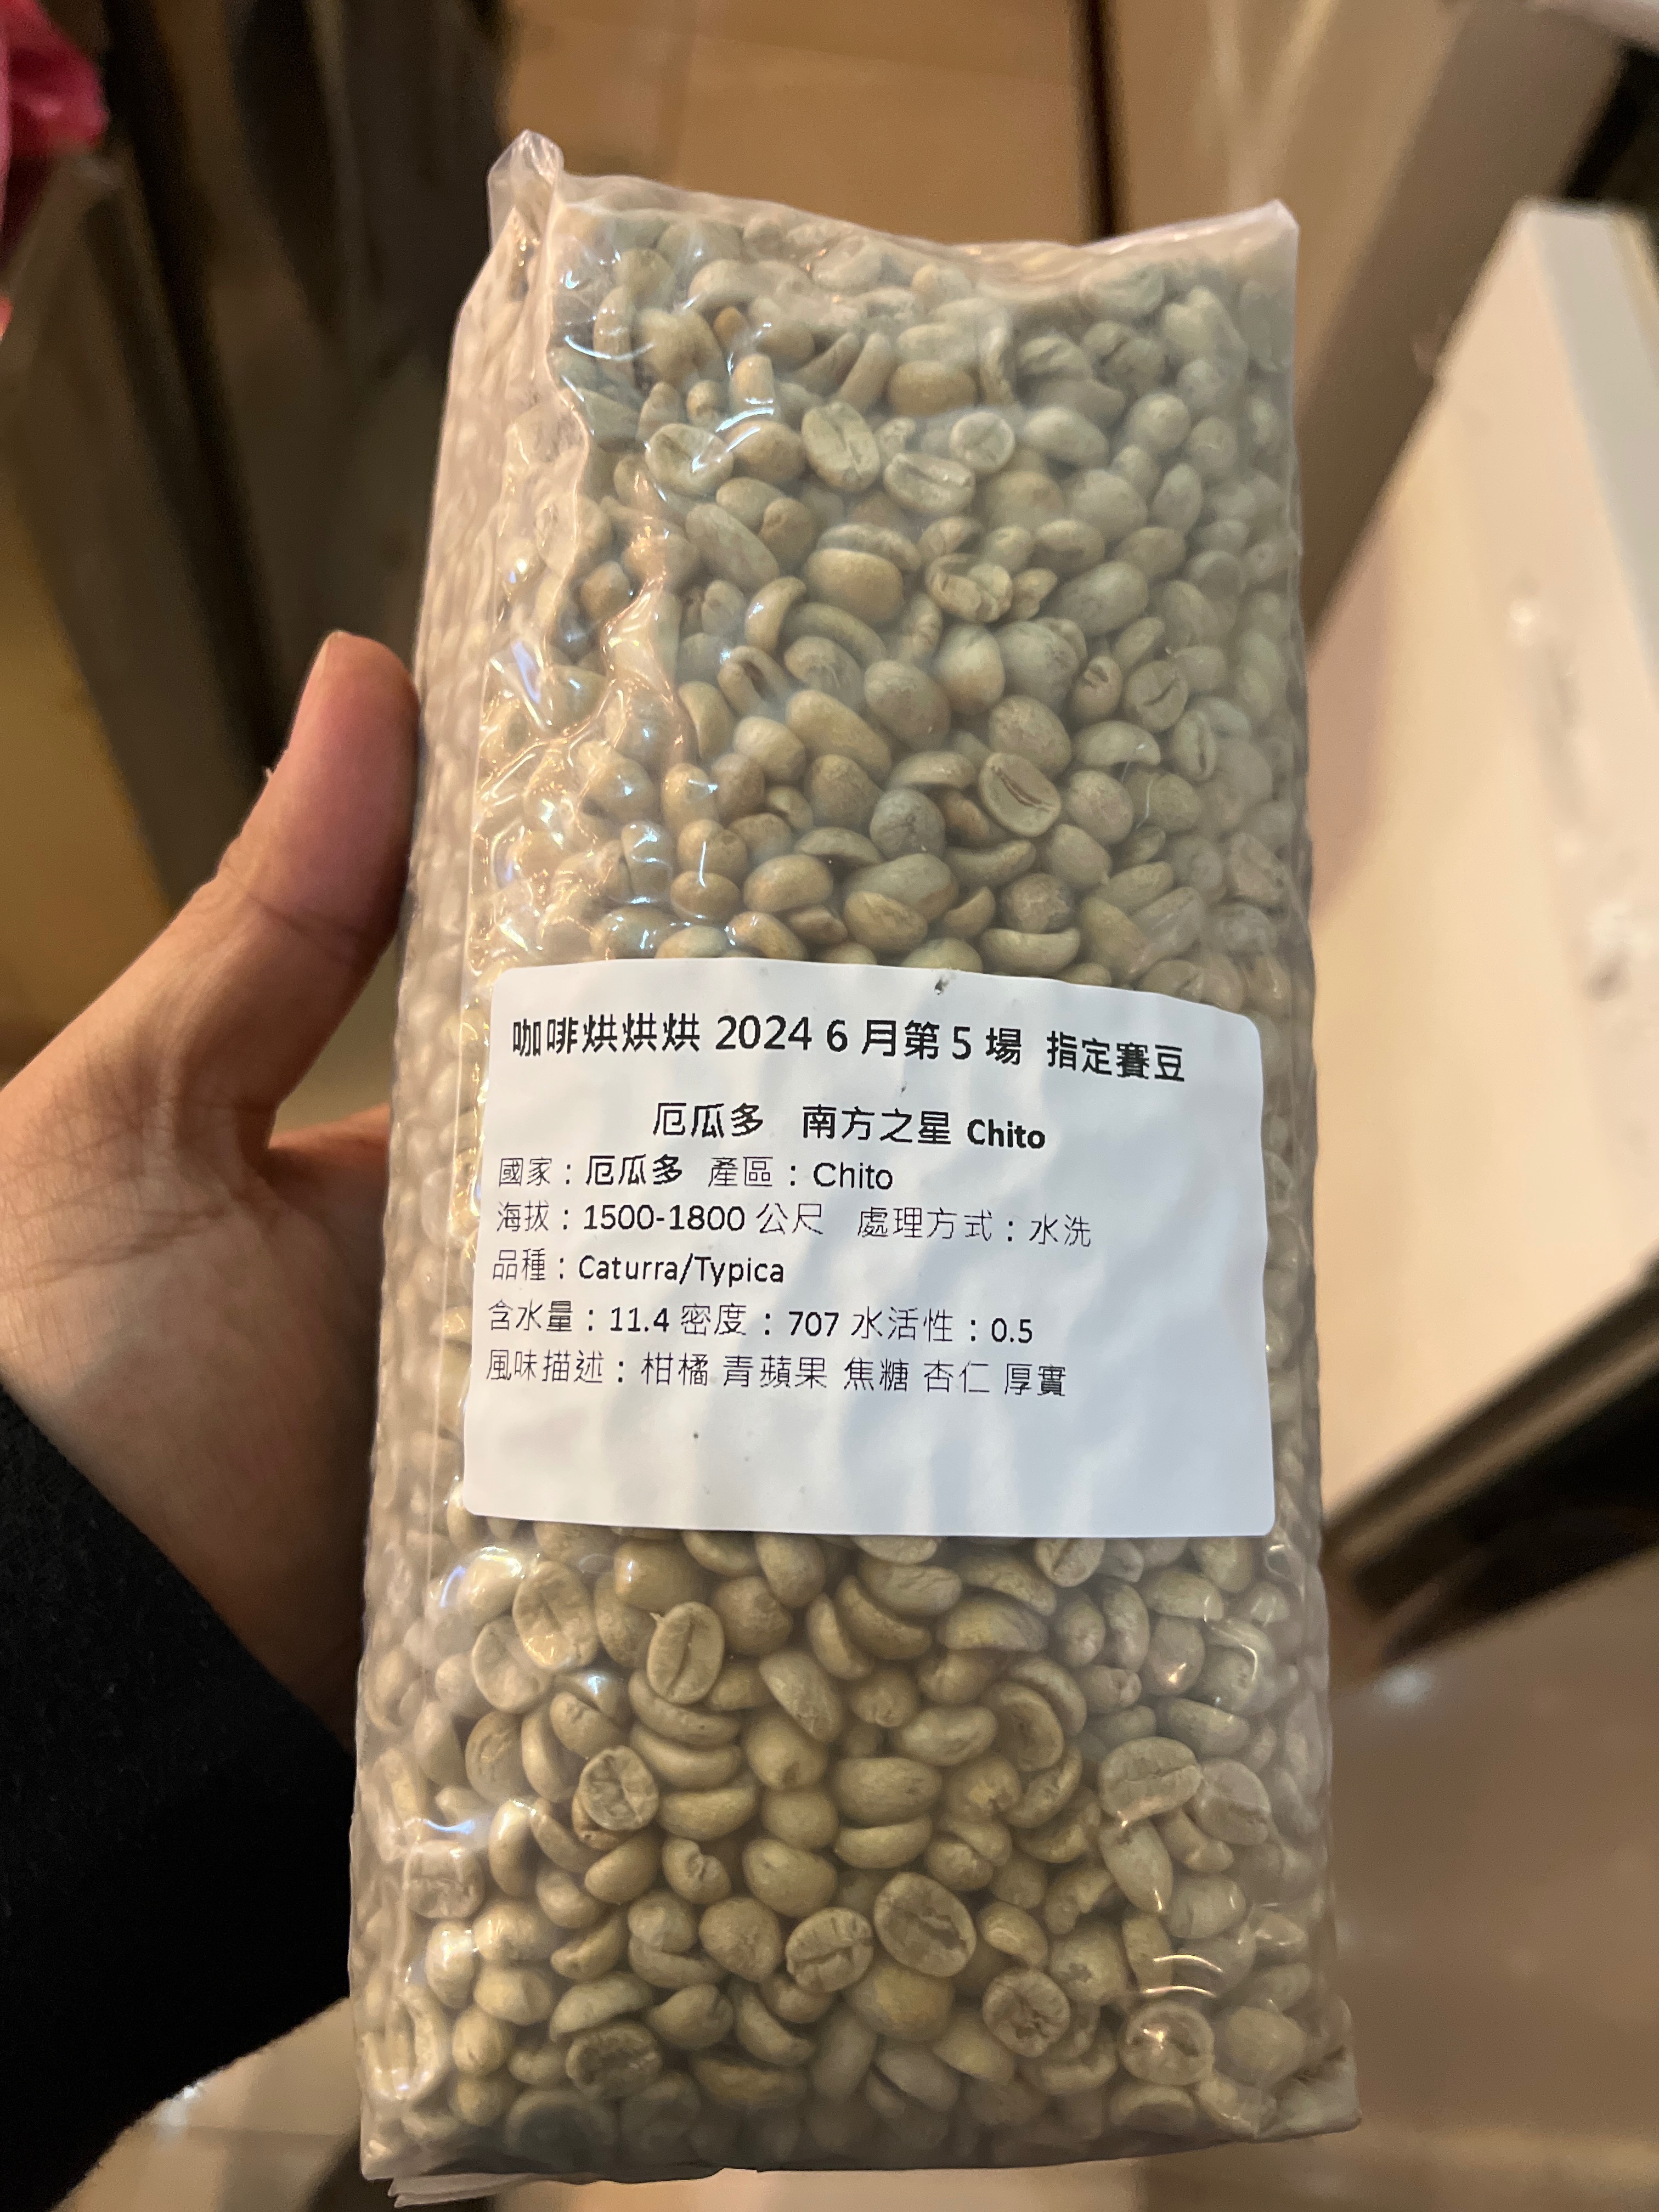 咖啡烘烘烘 2024 6 月第 5 場 指定賽豆
厄瓜多 南方之星 Chito
國家：厄瓜多 產區：Chito
海拔：1500-1800 公尺 處理方式：水洗
品種：Caturra/Typica
含水量：11.4 密度：707 水活性：0.5
風味描述：柑橘 青蘋果 焦糖 杏仁 厚實